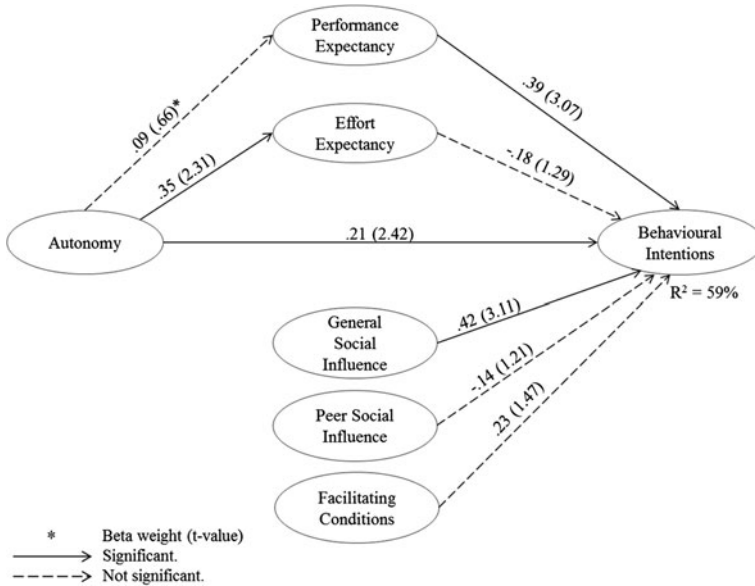 Performance
Expectancy
.09 (.66)*
.39 (3.07)
Effort
Expectancy
.35 (2.31)
-.18 (1.29)
Autonomy
.21 (2.42)
Behavioural
Intentions
R² = 59%
General
Social
Influence
.42 (3.11)
Peer Social
Influence
-.14 (1.21)
.23 (1.47)
Facilitating
Conditions
* Beta weight (t-value)
Significant.
Not significant.